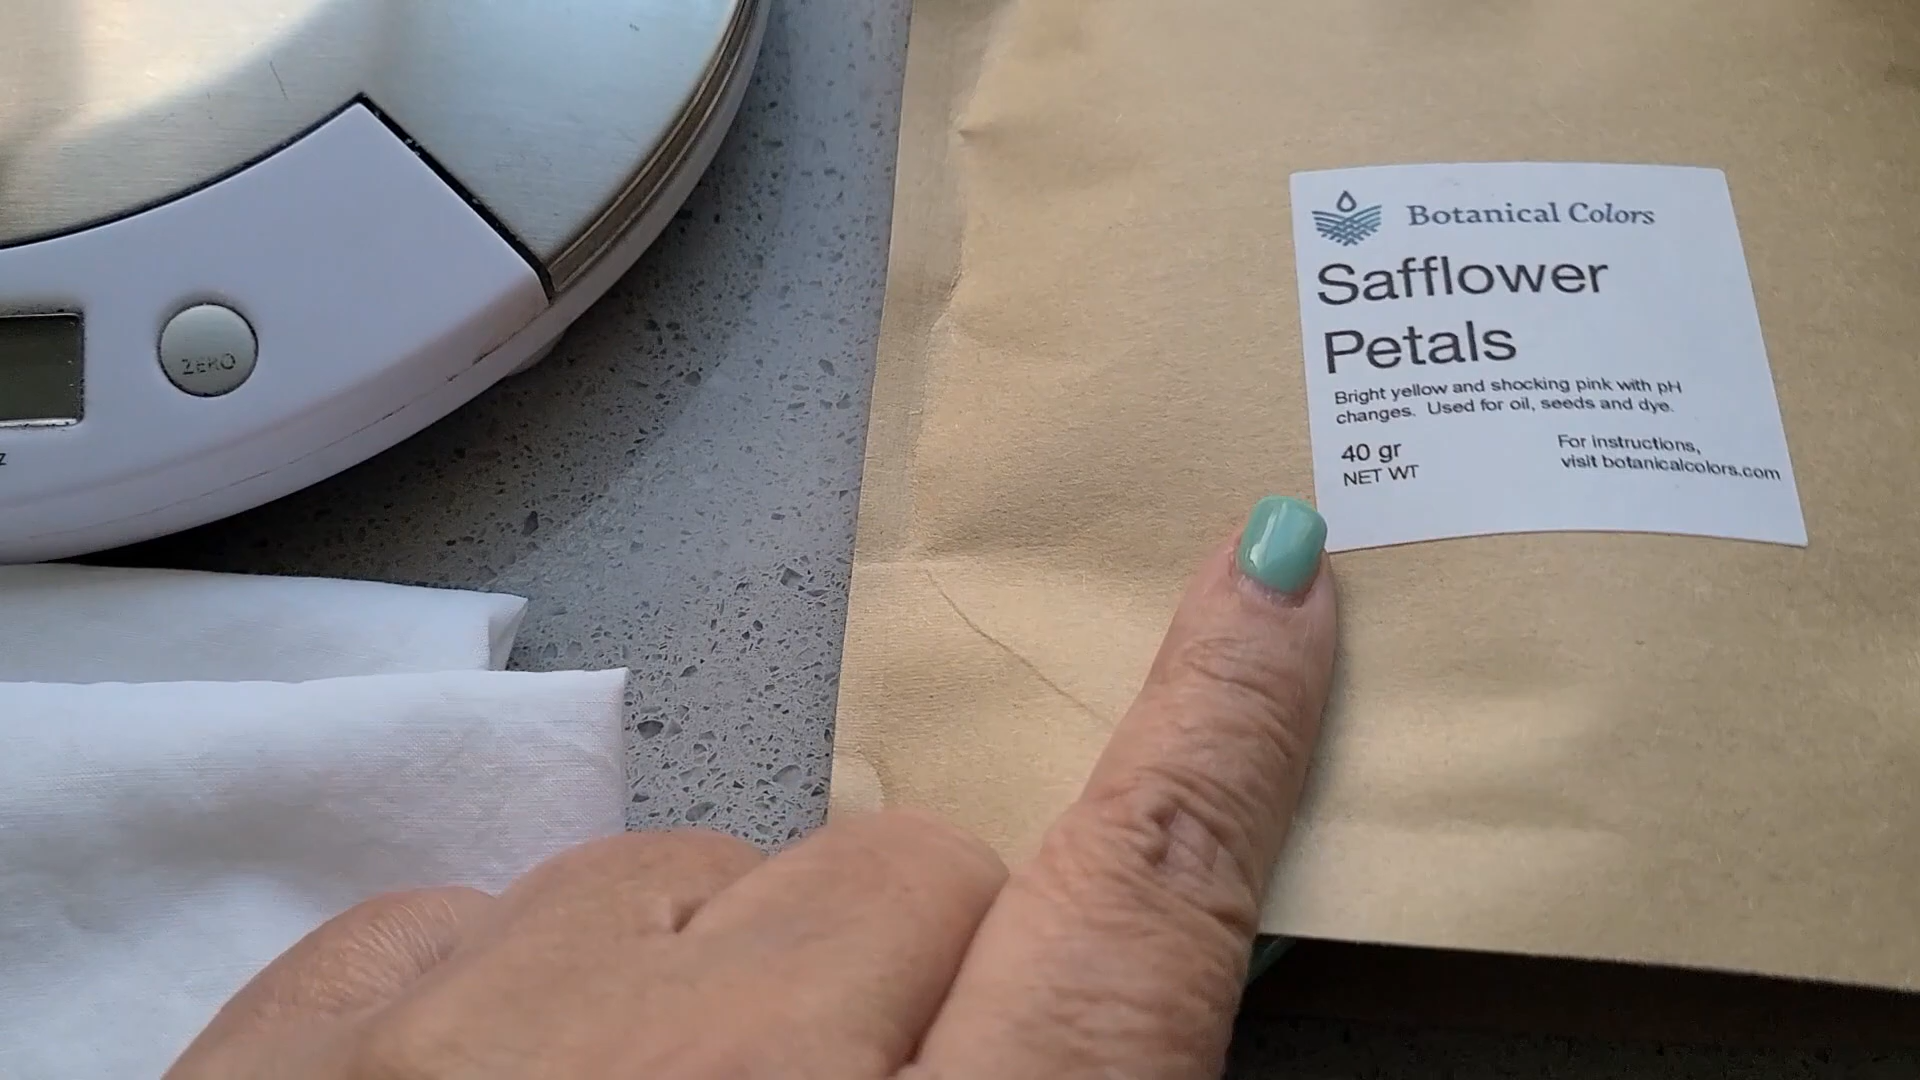 ZERO
Botanical Colors
Safflower
Petals
Bright yellow and shocking pink with pH
changes. Used for oil, seeds and dye.
40 gr
NET WT
For instructions,
visit botanicalcolors.com